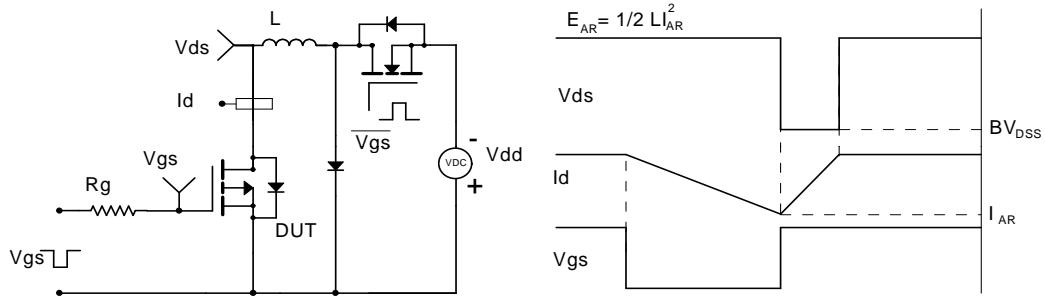 L
Vds
Id
Vgs
Vgs
Rg
DUT
Vgs
VDC
-
+
Vdd
E_AR= 1/2 LI_AR^2
Vds
BV_DSS
Id
I_AR
Vgs